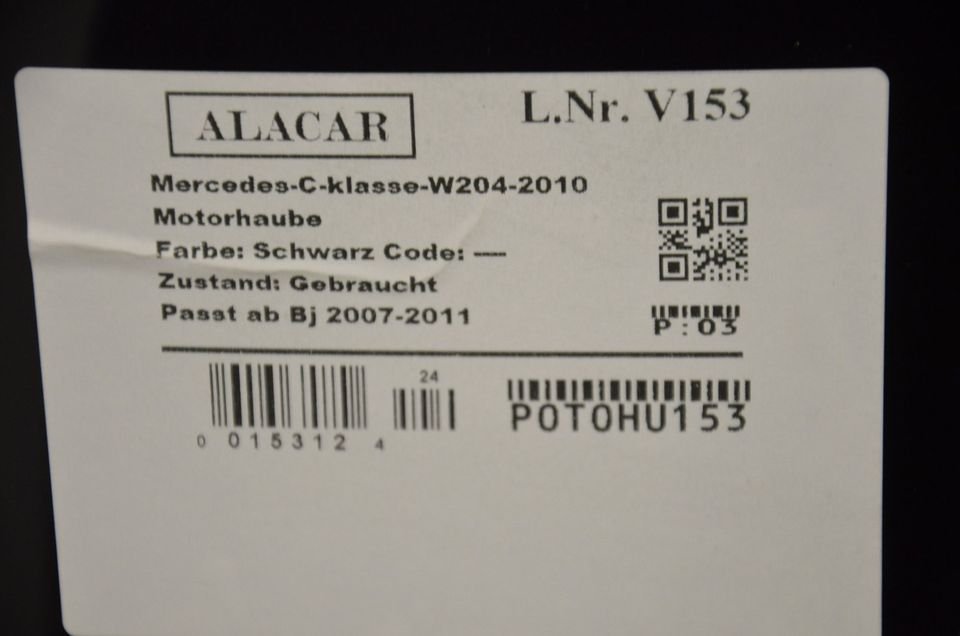 ALACAR
L.Nr. V153
Mercedes-C-klasse-W204-2010
Motorhaube
Farbe: Schwarz Code: ----
Zustand: Gebraucht
Passt ab Bj 2007-2011
P:03
24
0 015312 4
POTOHU153